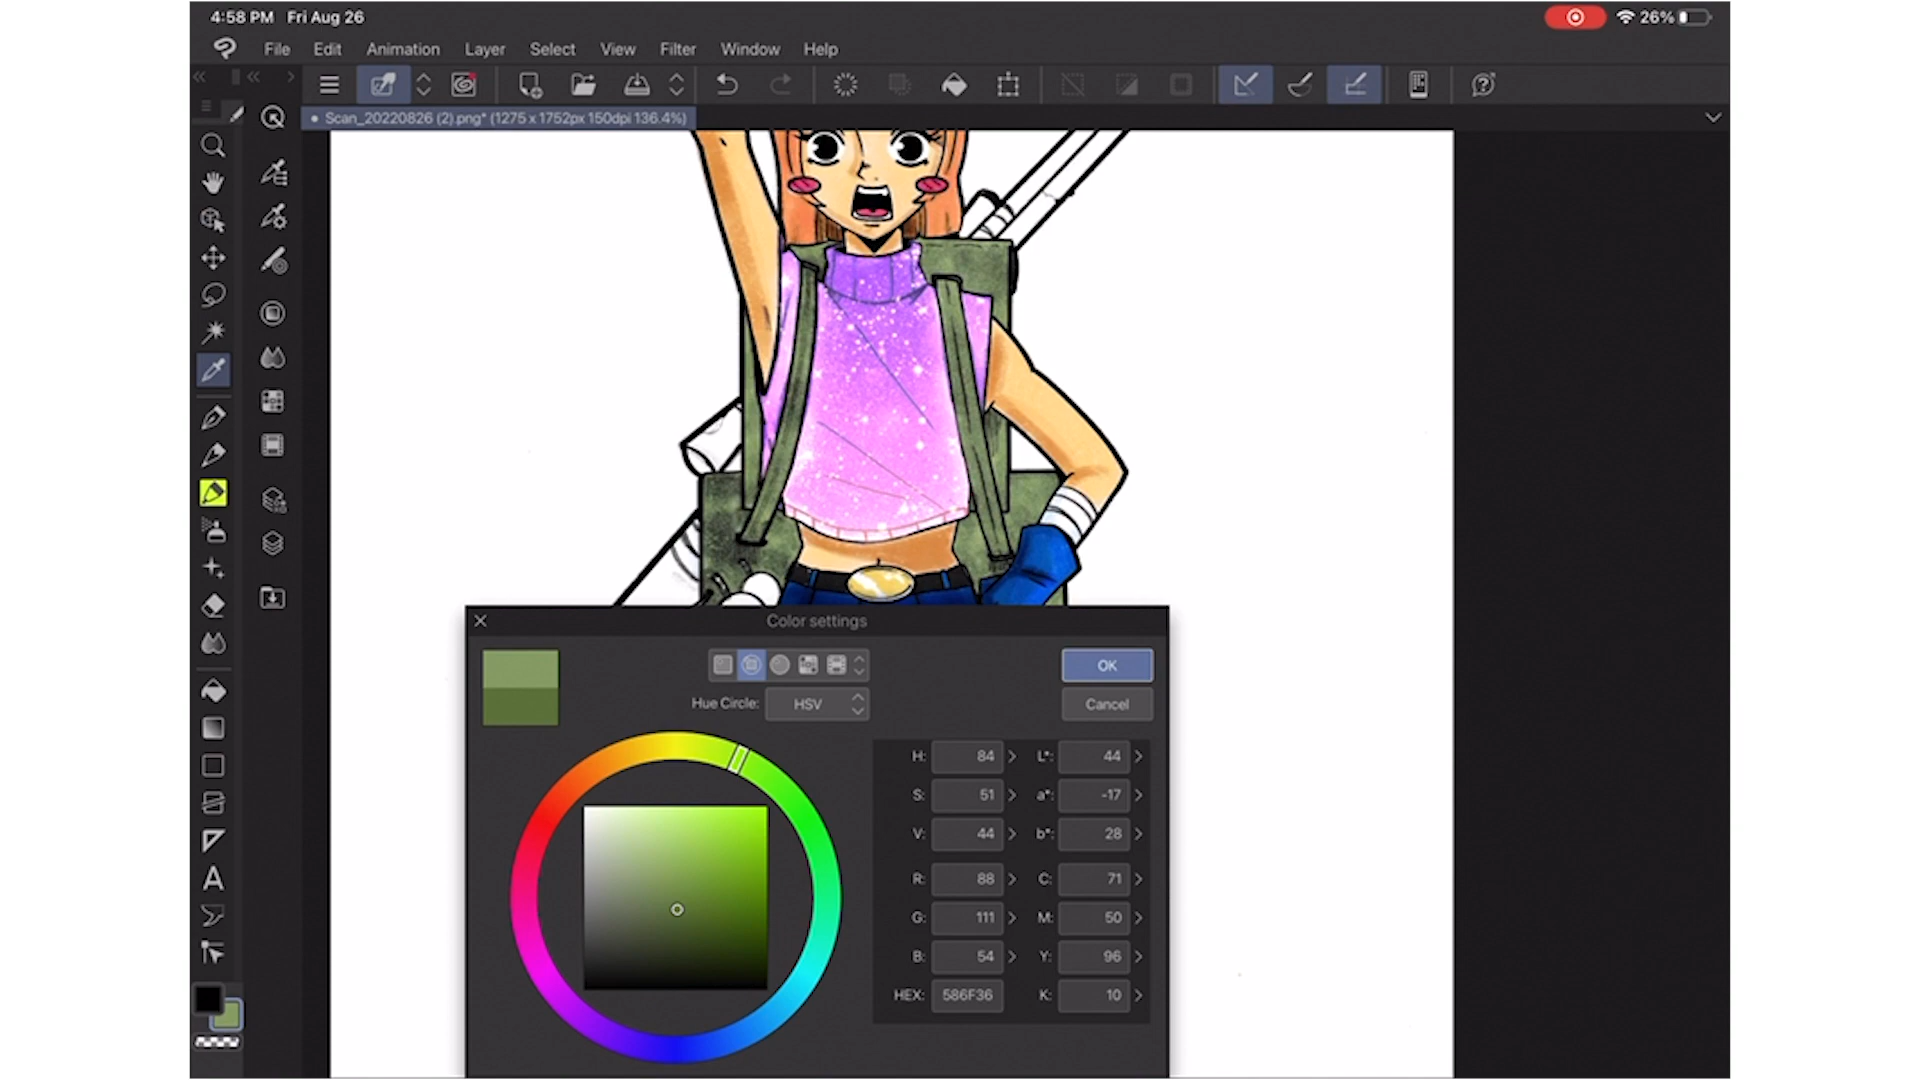 4:58 PM Fri Aug 26
26%
File Edit Animation Layer Select View Filter Window Help
Scan_20220826 (2).png* (1275 x 1752px 150dpi 136.4%)
Color settings
OK
Hue Circle: HSV
Cancel
H: 84 L*: 44
S: 51 a*: -17
V: 44 b*: 28
R: 88 C: 71
G: 111 M: 50
B: 54 Y: 96
HEX: 586F36 K: 10